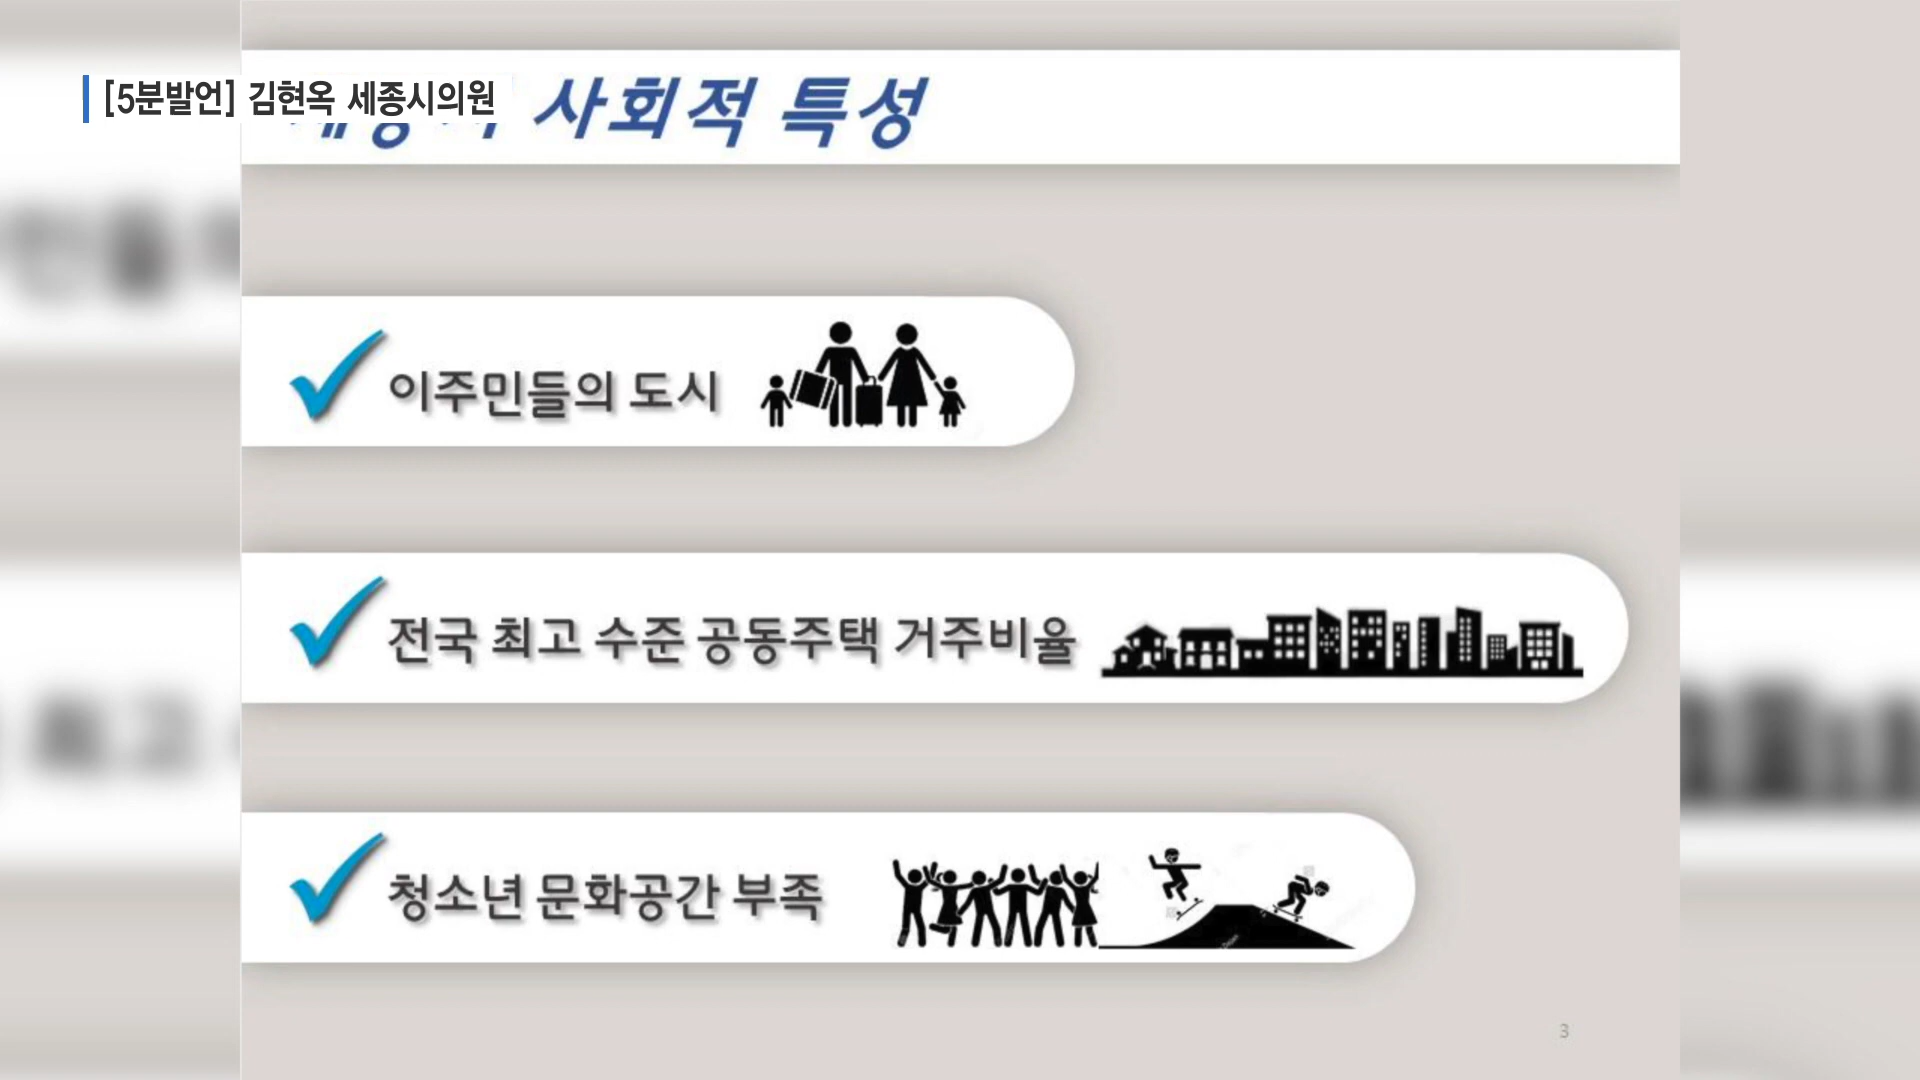 [5분발언] 김현옥 세종시의원
사회적 특성
이주민들의 도시
전국 최고 수준 공동주택 거주비율
청소년 문화공간 부족
3